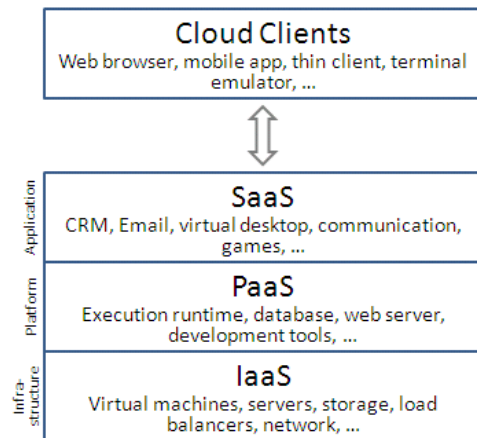 Cloud Clients
Web browser, mobile app, thin client, terminal
emulator, ...
Application
SaaS
CRM, Email, virtual desktop, communication,
games, ...
Platform
PaaS
Execution runtime, database, web server,
development tools, ...
Infra-
structure
IaaS
Virtual machines, servers, storage, load
balancers, network, ...